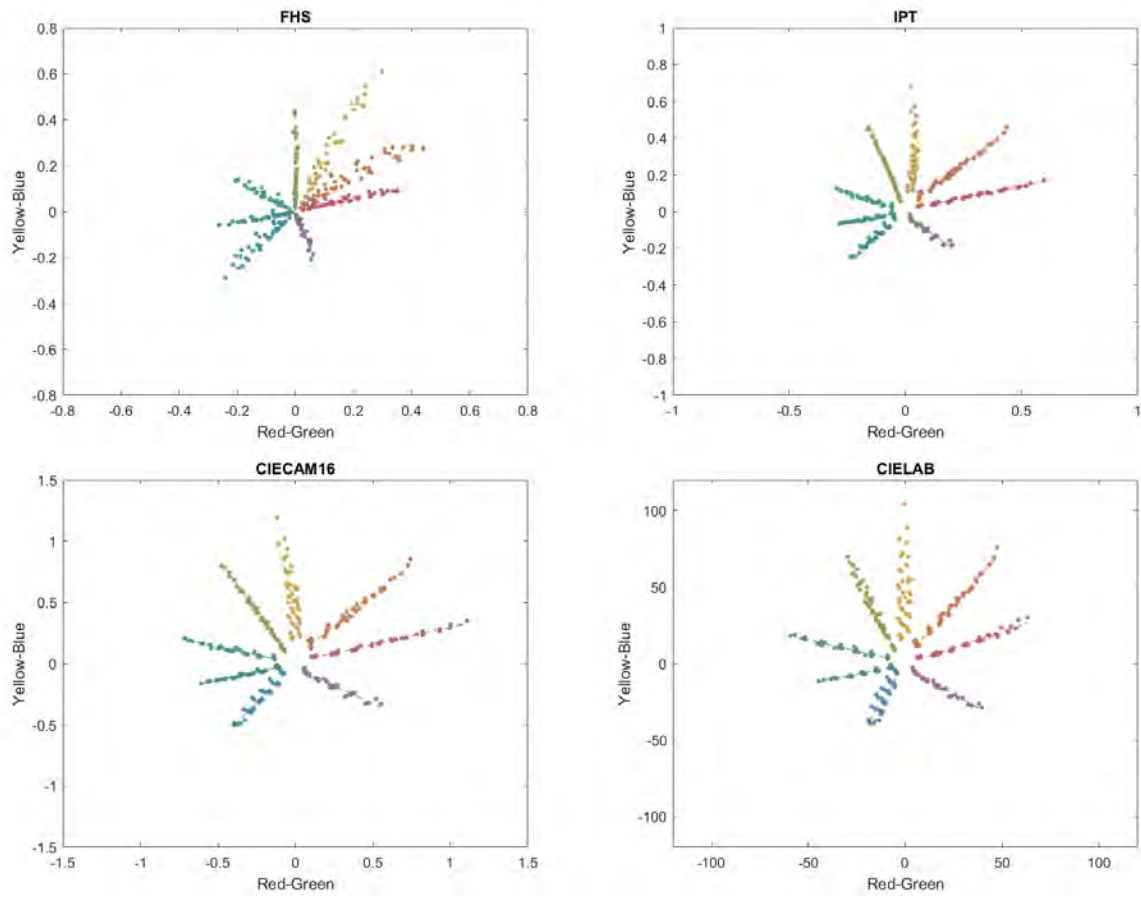 FHS
0.8
0.6
0.4
0.2
0
-0.2
-0.4
-0.6
-0.8
Yellow-Blue
-0.8 -0.6 -0.4 -0.2 0 0.2 0.4 0.6 0.8
Red-Green
IPT
1
0.8
0.6
0.4
0.2
0
-0.2
-0.4
-0.6
-0.8
-1
Yellow-Blue
-1 -0.5 0 0.5 1
Red-Green
CIECAM16
1.5
1
0.5
0
-0.5
-1
-1.5
Yellow-Blue
-1.5 -1 -0.5 0 0.5 1 1.5
Red-Green
CIELAB
100
50
0
-50
-100
Yellow-Blue
-100 -50 0 50 100
Red-Green